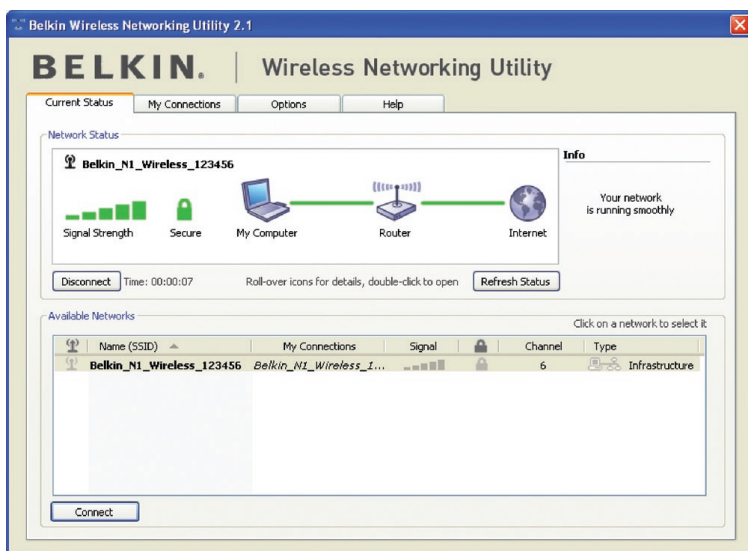 Belkin Wireless Networking Utility 2.1
BELKIN. | Wireless Networking Utility
Current Status My Connections Options Help
Network Status
Belkin_N1_Wireless_123456
Signal Strength Secure My Computer Router Internet
Info
Your network
is running smoothly
Disconnect Time: 00:00:07 Roll-over icons for details, double-click to open Refresh Status
Available Networks
Click on a network to select it
Name (SSID) My Connections Signal Channel Type
Belkin_N1_Wireless_123456 Belkin_N1_Wireless_1... 6 Infrastructure
Connect